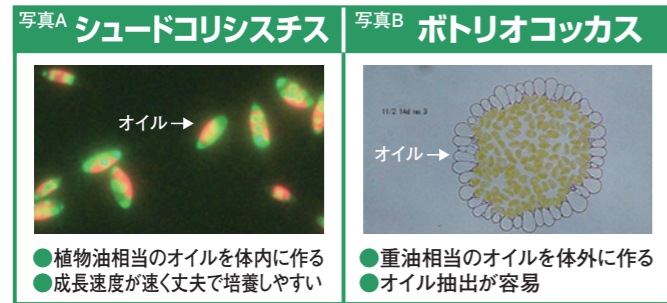 写真A シュードコリシスチス
オイル→
●植物油相当のオイルを体内に作る
●成長速度が速く丈夫で培養しやすい
写真B ボトリオコッカス
11/2 14d no.3
オイル→
●重油相当のオイルを体外に作る
●オイル抽出が容易